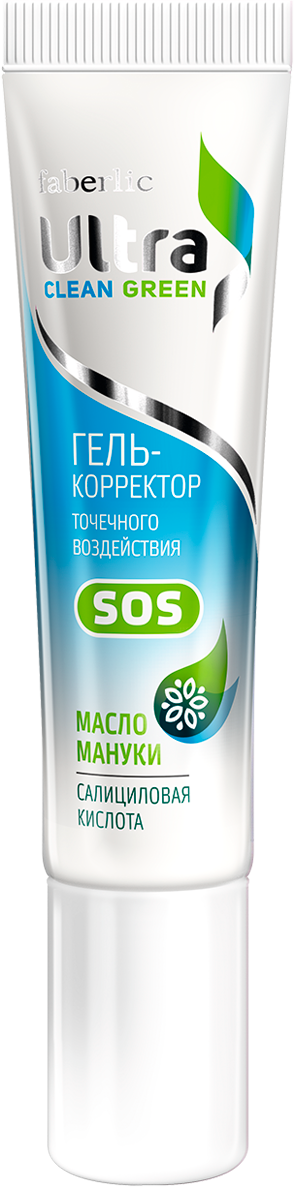 faberlic
Ultra
CLEAN GREEN
ГЕЛЬ-
КОРРЕКТОР
ТОЧЕЧНОГО
ВОЗДЕЙСТВИЯ
SOS
МАСЛО
МАНУКИ
САЛИЦИЛОВАЯ
КИСЛОТА